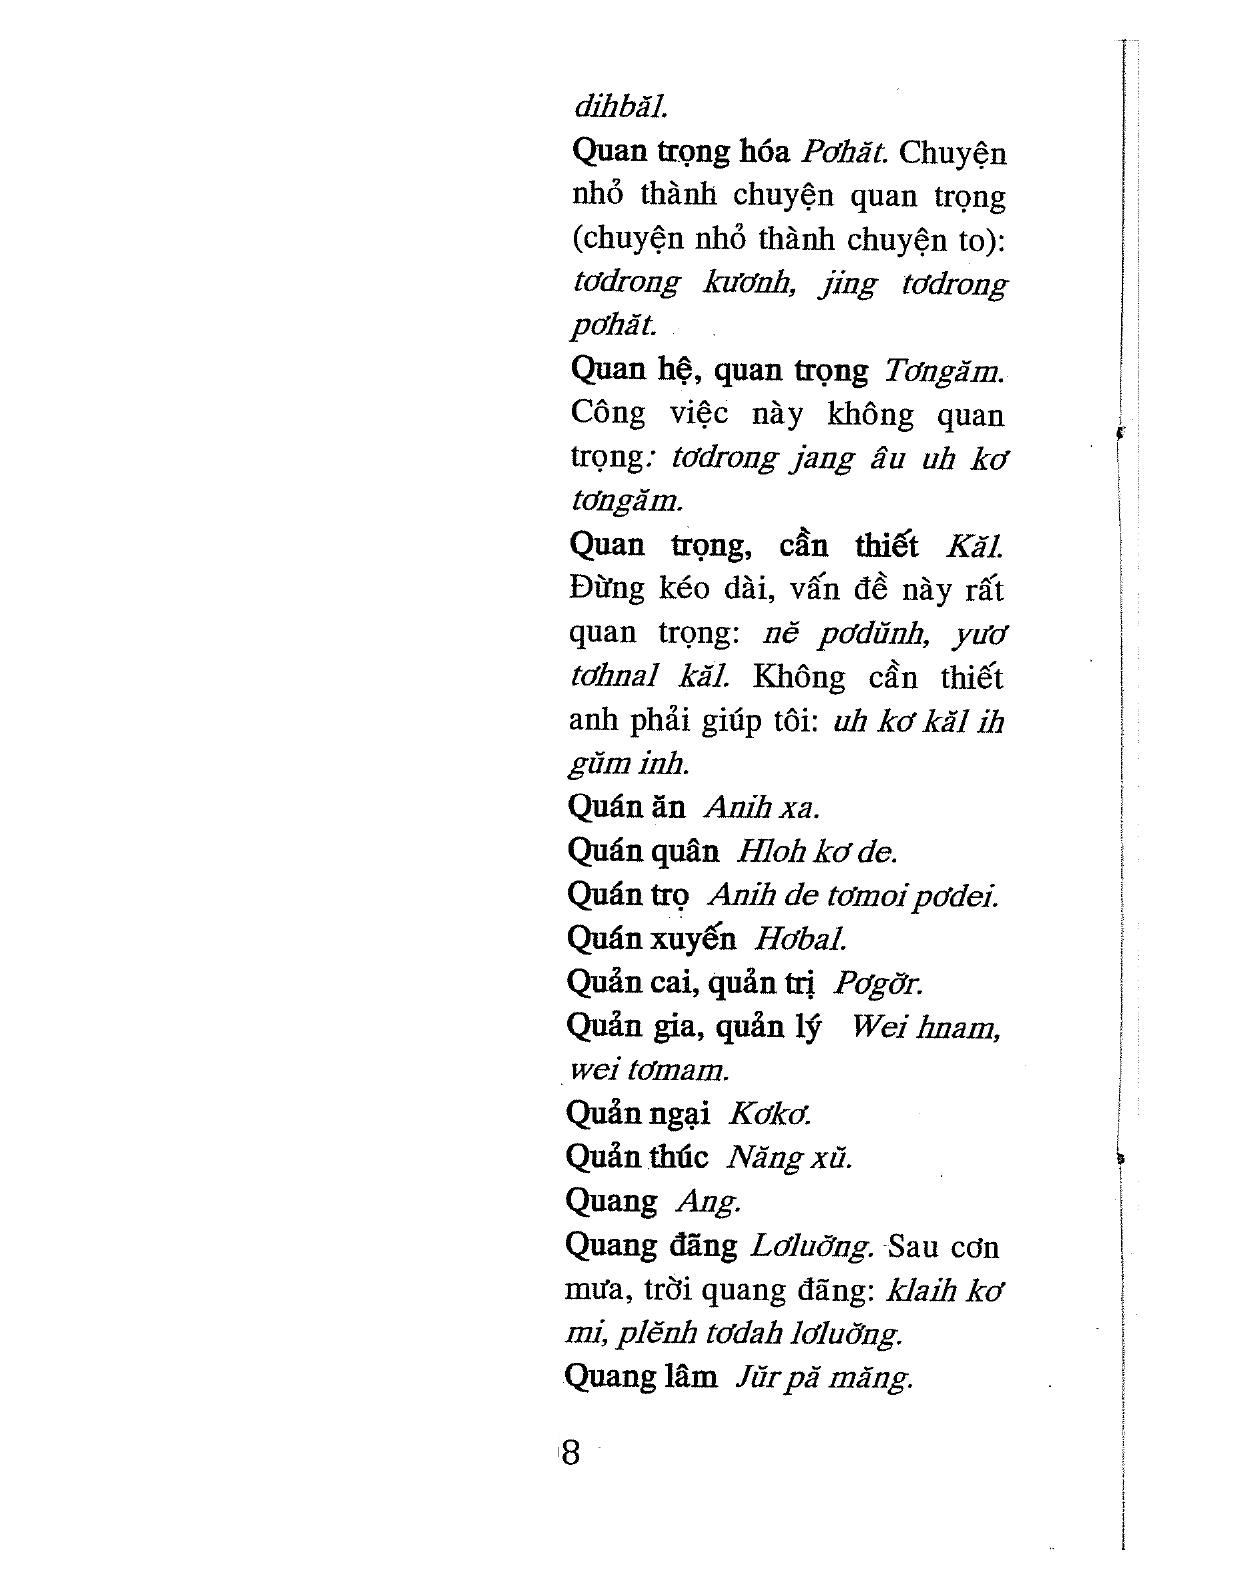 dihbăl.
Quan trọng hóa Pơhăt. Chuyện
nhỏ thành chuyện quan trọng
(chuyện nhỏ thành chuyện to):
tơdrong kươnh, jing tơdrong
pơhăt.
Quan hệ, quan trọng Tơngăm.
Công việc này không quan
trọng: tơdrong jang âu uh kơ
tơngăm.
Quan trọng, cần thiết Kăl.
Đừng kéo dài, vấn đề này rất
quan trọng: nĕ pơdŭnh, yươ
tơhnal kăl. Không cần thiết
anh phải giúp tôi: uh kơ kăl ih
gŭm inh.
Quán ăn Anih xa.
Quán quân Hloh kơ de.
Quán trọ Anih de tơmoi pơdei.
Quán xuyến Hơbal.
Quản cai, quản trị Pơgơ̆r.
Quản gia, quản lý Wei hnam,
wei tơmam.
Quản ngại Kơkơ.
Quản thúc Năng xŭ.
Quang Ang.
Quang đãng Lơluơ̆ng. Sau cơn
mưa, trời quang đãng: klaih kơ
mi, plĕnh tơdah lơluơ̆ng.
Quang lâm Jŭr pă măng.
8